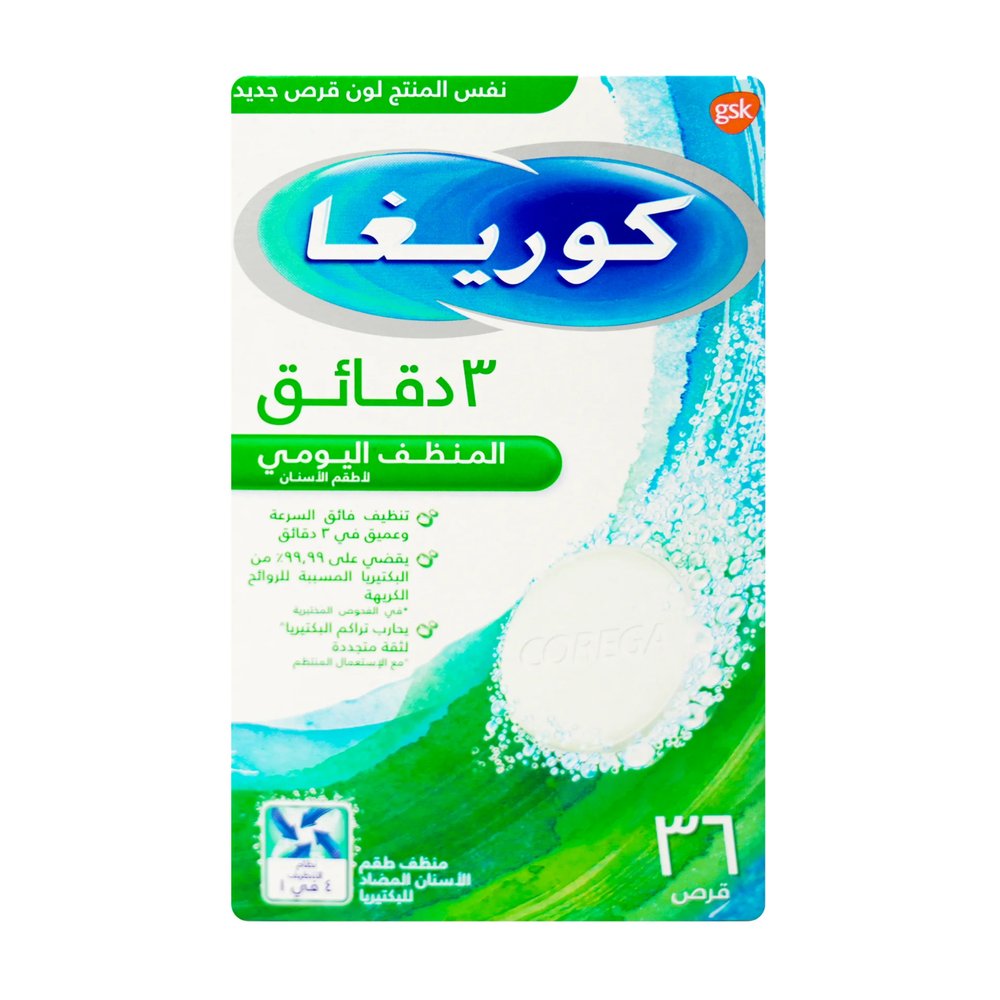 نفس المنتج لون قرص جديد
gsk
كوريغا
٣ دقائق
المنظف اليومي
لأطقم الأسنان
تنظيف فائق السرعة
وعميق في ٣ دقائق
يقضي على ٩٩,٩٩٪ من
البكتيريا المسببة للروائح
الكريهة
*في الفحوص المختبرية
يحارب تراكم البكتيريا"
لثقة متجددة
"مع الإستعمال المنتظم
COREGA
نظام
التنظيف
٤ في ١
منظف طقم
الأسنان المضاد
للبكتيريا
٣٦
قرص